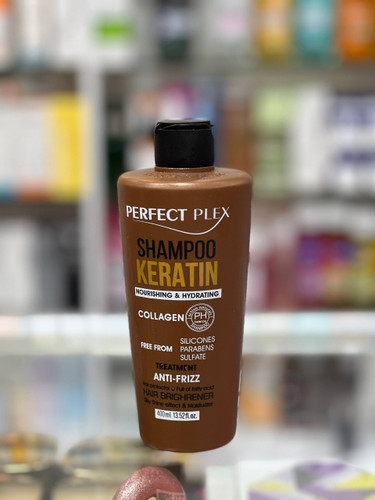 PERFECT PLEX
SHAMPOO
KERATIN
NOURISHING & HYDRATING
COLLAGEN
PH
FREE FROM
SILICONES
PARABENS
SULFATE
TREATMENT
ANTI-FRIZZ
HAIR BRIGHRENER
400ml 13.52fl.oz.